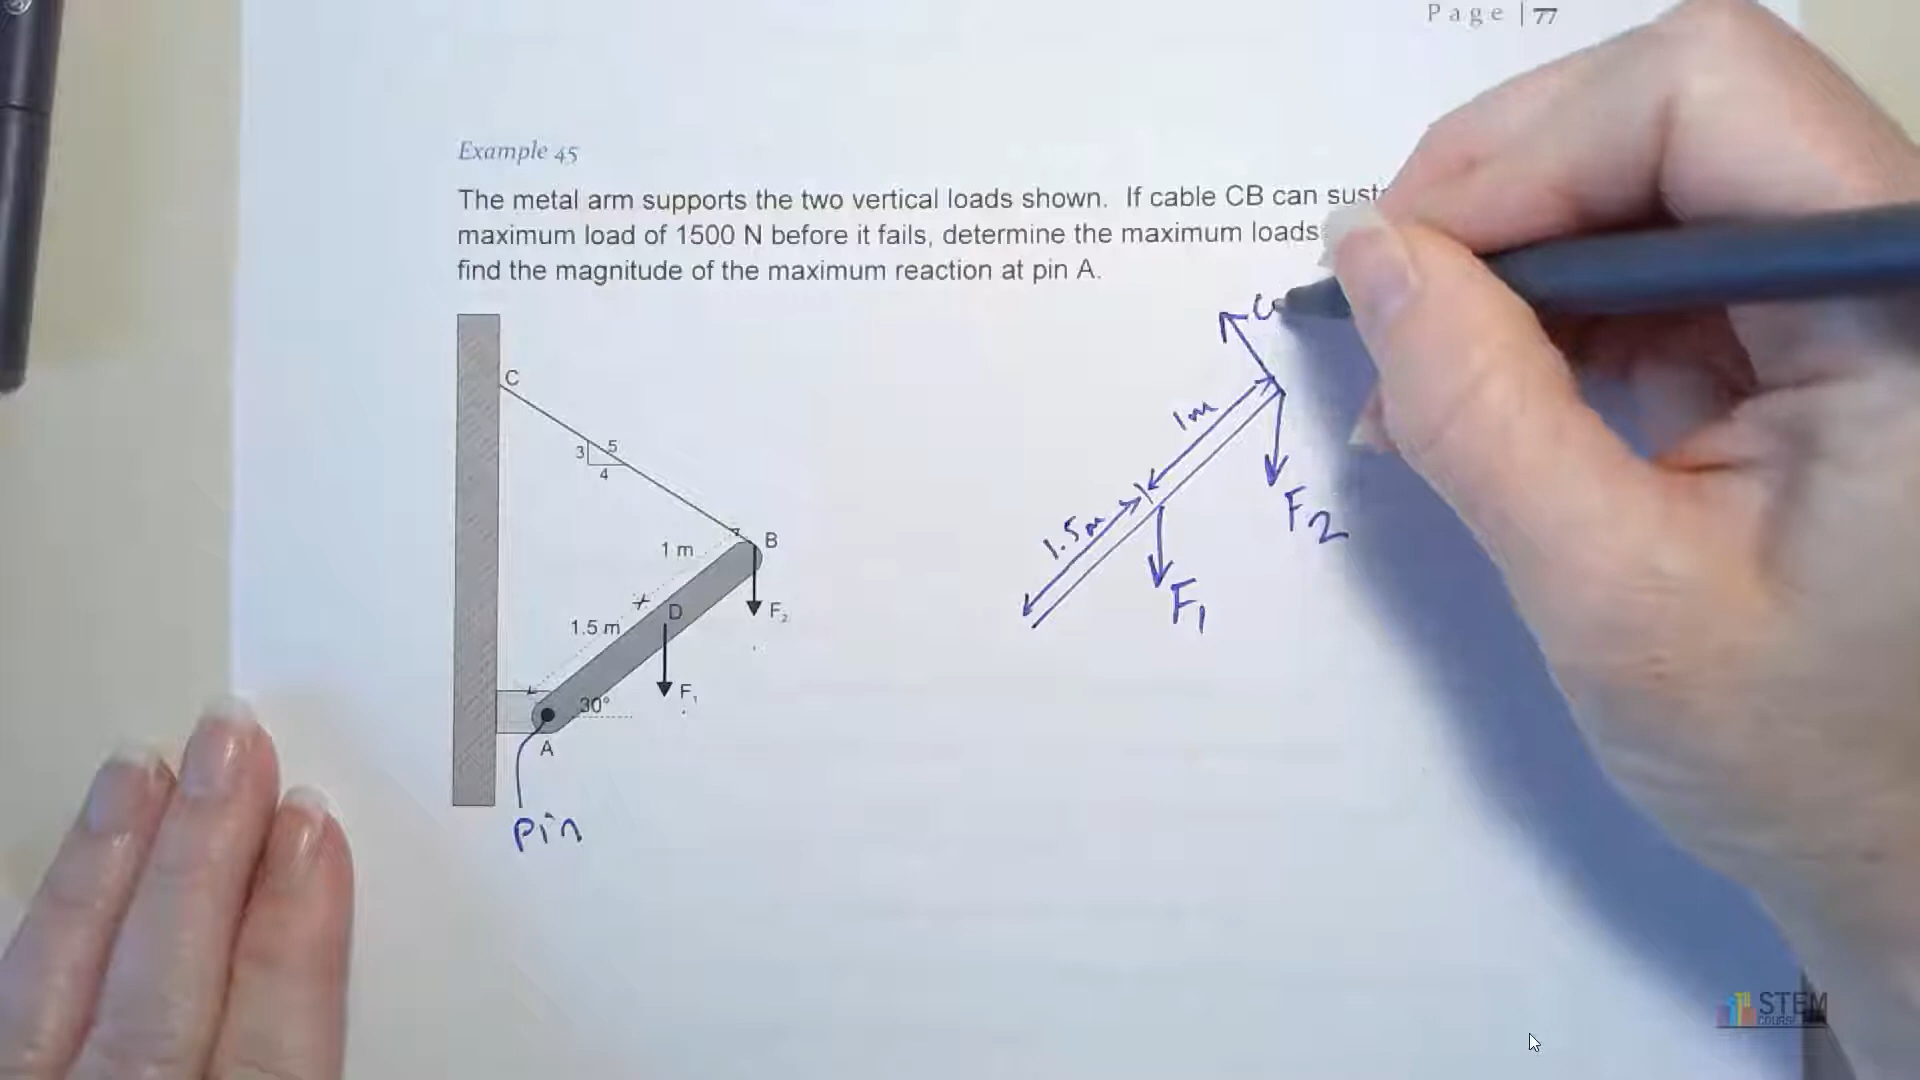 Page | 77
Example 45
The metal arm supports the two vertical loads shown. If cable CB can
maximum load of 1500 N before it fails, determine the maximum loads
find the magnitude of the maximum reaction at pin A.
C
3
5
4
1 m
B
F₂
D
1.5 m
F₁
30°
A
pin
1m
1.5m
F2
F1
STEM
COURSE